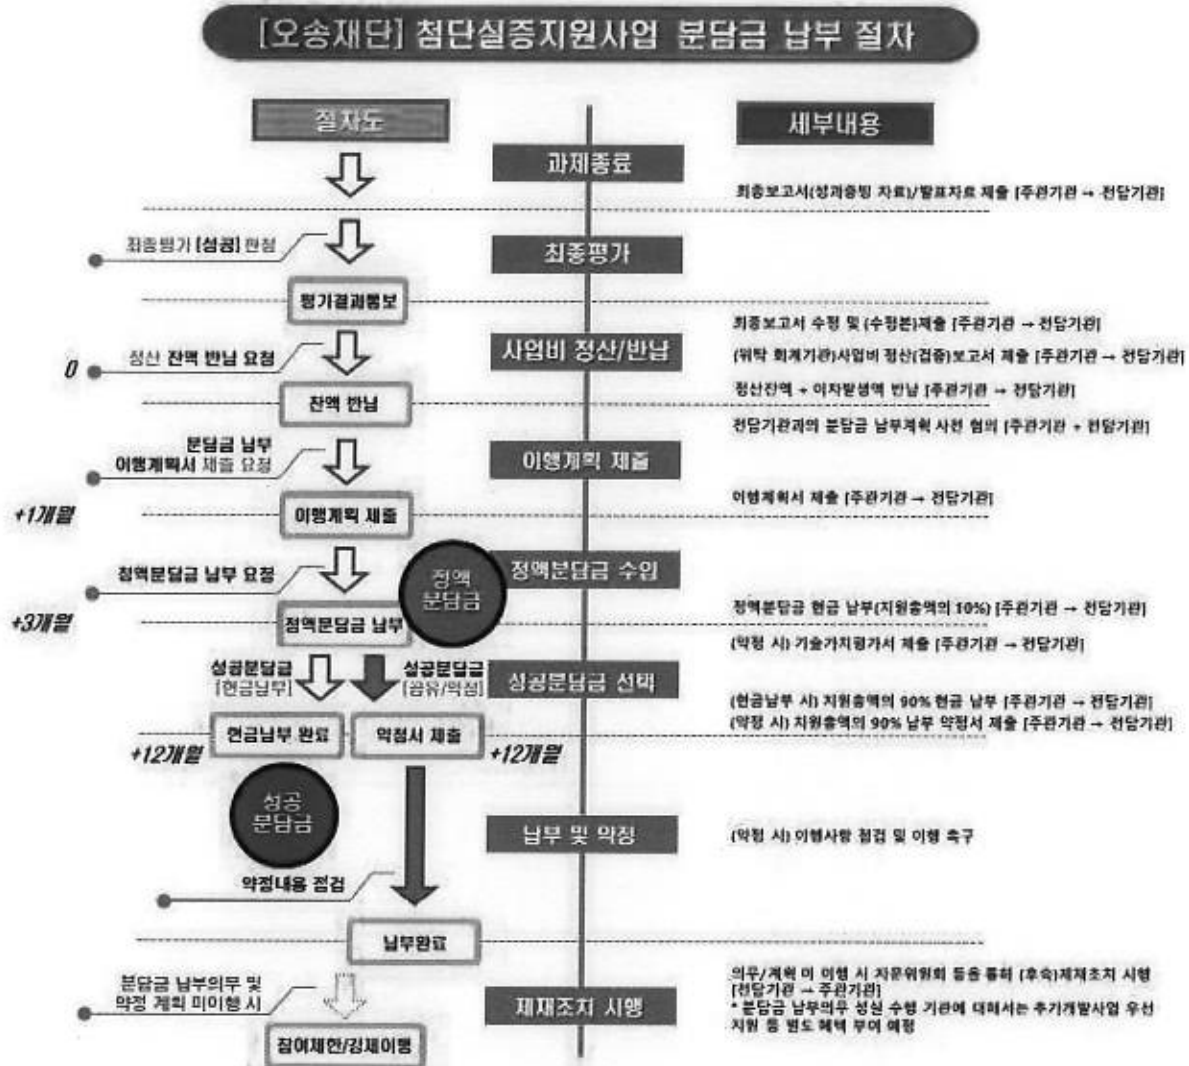 [오송재단] 첨단실증지원사업 분담금 납부 절차
절차도
세부내용
과제종료
최종보고서(성과증빙 자료)/발표자료 제출 [주관기관 → 전담기관]
최종평가 [성공] 판정
최종평가
평가결과통보
최종보고서 수정 및 (수정본)제출 [주관기관 → 전담기관]
0
정산 잔액 반납 요청
사업비 정산/반납
(위탁 회계기관)사업비 정산(검증)보고서 제출 [주관기관 → 전담기관]
정산잔액 + 이자발생액 반납 [주관기관 → 전담기관]
잔액 반납
전담기관과의 분담금 납부계획 사전 협의 [주관기관 + 전담기관]
분담금 납부
이행계획서 제출 요청
이행계획 제출
이행계획서 제출 [주관기관 → 전담기관]
+1개월
이행계획 제출
정액분담금 납부 요청
정액
분담금
정액분담금 수입
+3개월
정액분담금 납부
정액분담금 현금 납부(지원총액의 10%) [주관기관 → 전담기관]
(약정 시) 기술가치평가서 제출 [주관기관 → 전담기관]
성공분담금
[현금납부]
성공분담금
[공유/약정]
성공분담금 선택
(현금납부 시) 지원총액의 90% 현금 납부 [주관기관 → 전담기관]
(약정 시) 지원총액의 90% 납부 약정서 제출 [주관기관 → 전담기관]
현금납부 완료
약정서 제출
+12개월
+12개월
성공
분담금
납부 및 약정
(약정 시) 이행사항 점검 및 이행 촉구
약정내용 점검
납부완료
분담금 납부의무 및
약정 계획 미이행 시
제재조치 시행
의무/계획 미 이행 시 자문위원회 등을 통해 (후속)제재조치 시행
[전담기관 → 주관기관]
* 분담금 납부의무 성실 수행 기관에 대해서는 추가개발사업 우선
지원 등 별도 혜택 부여 예정
참여제한/강제이행